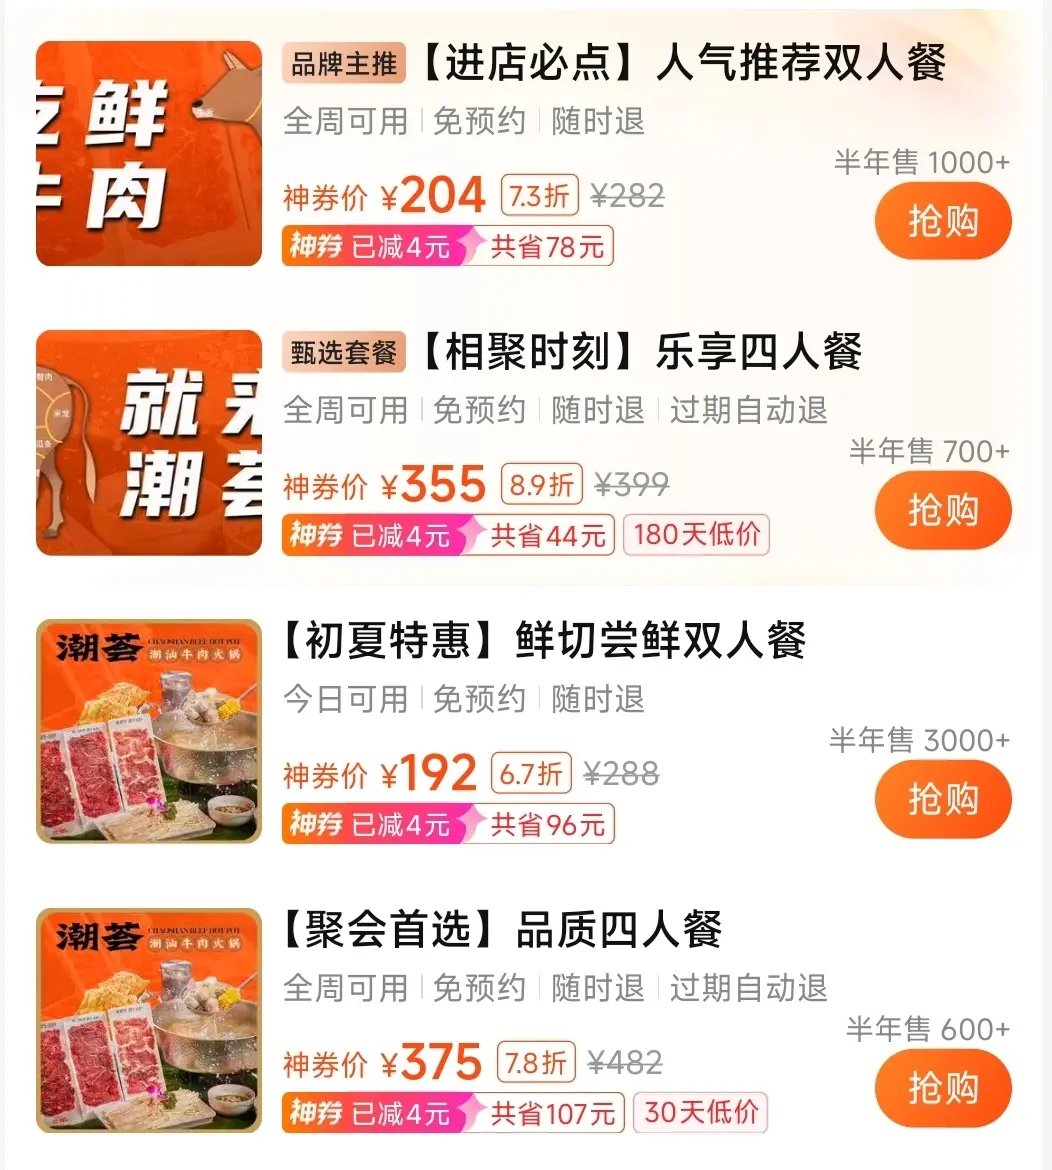 鲜
牛肉
品牌主推【进店必点】人气推荐双人餐
全周可用 | 免预约 | 随时退
半年售 1000+
神券价 ¥204 7.3折 ¥282
抢购
神券 已减4元 共省78元
就来
潮荟
甄选套餐【相聚时刻】乐享四人餐
全周可用 | 免预约 | 随时退 | 过期自动退
半年售 700+
神券价 ¥355 8.9折 ¥399
抢购
神券 已减4元 共省44元 180天低价
潮荟 CHAOSHAN BEEF HOT POT
潮汕牛肉火锅
【初夏特惠】鲜切尝鲜双人餐
今日可用 | 免预约 | 随时退
半年售 3000+
神券价 ¥192 6.7折 ¥288
抢购
神券 已减4元 共省96元
潮荟 CHAOSHAN BEEF HOT POT
潮汕牛肉火锅
【聚会首选】品质四人餐
全周可用 | 免预约 | 随时退 | 过期自动退
半年售 600+
神券价 ¥375 7.8折 ¥482
抢购
神券 已减4元 共省107元 30天低价